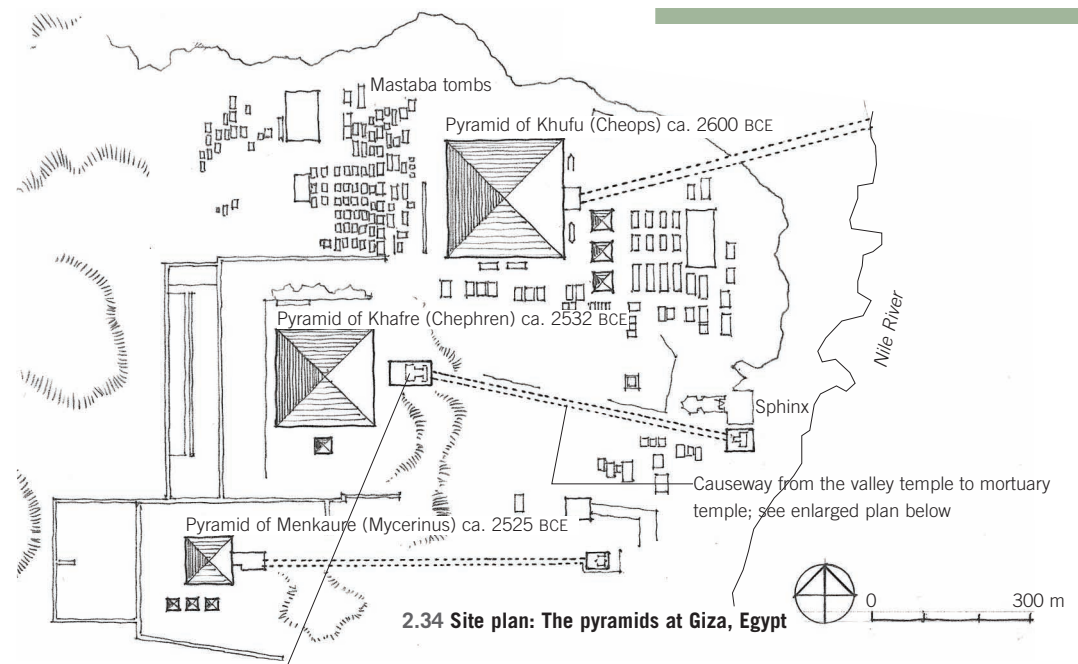 Mastaba tombs
Pyramid of Khufu (Cheops) ca. 2600 BCE
Pyramid of Khafre (Chephren) ca. 2532 BCE
Nile River
Sphinx
Causeway from the valley temple to mortuary
temple; see enlarged plan below
Pyramid of Menkaure (Mycerinus) ca. 2525 BCE
0 300 m
2.34 Site plan: The pyramids at Giza, Egypt